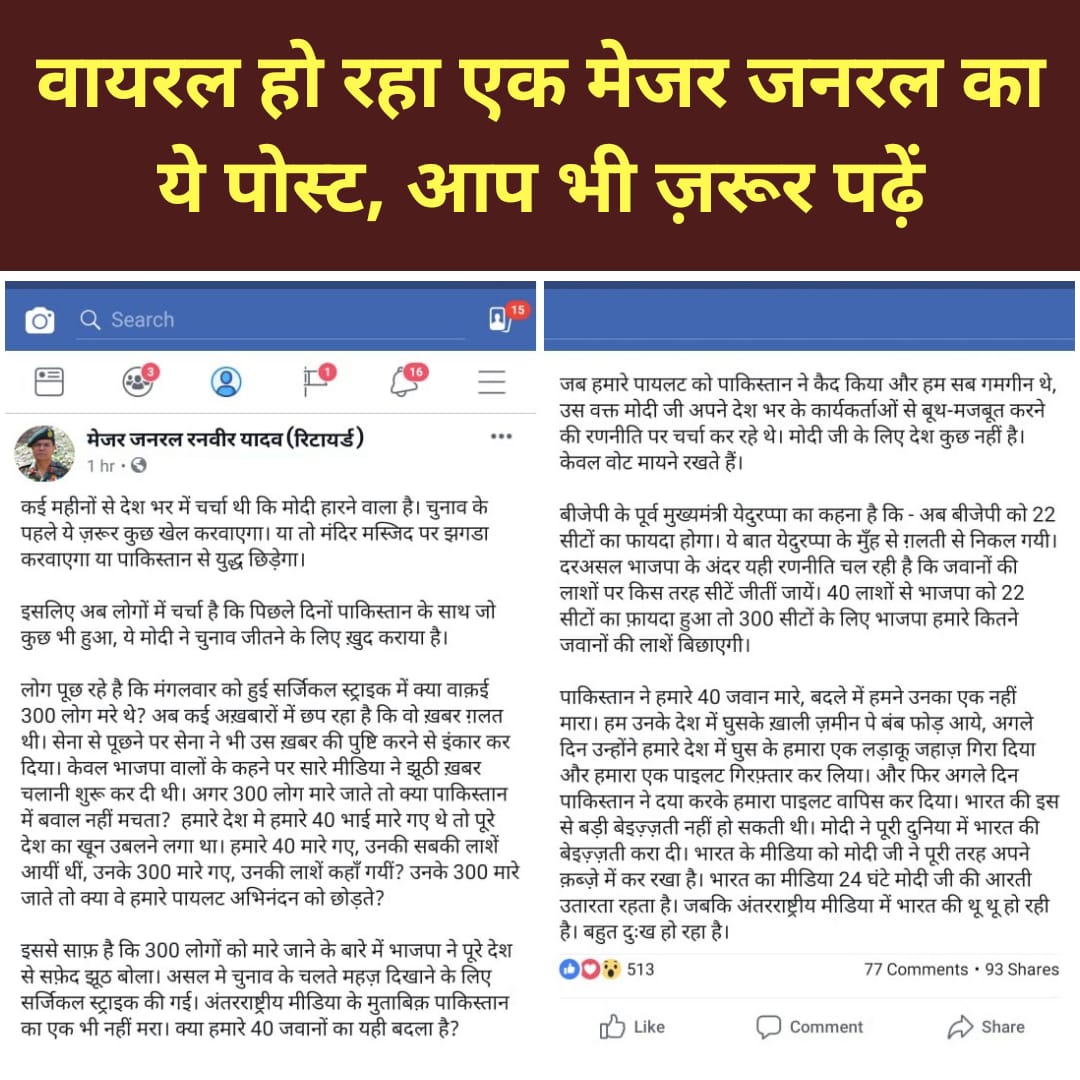 वायरल हो रहा एक मेजर जनरल का
ये पोस्ट, आप भी ज़रूर पढ़ें
Search
15
3
1
16
मेजर जनरल रनवीर यादव (रिटायर्ड)
1 hr •
कई महीनों से देश भर में चर्चा थी कि मोदी हारने वाला है। चुनाव के
पहले ये ज़रूर कुछ खेल करवाएगा। या तो मंदिर मस्जिद पर झगडा
करवाएगा या पाकिस्तान से युद्ध छिड़ेगा।
इसलिए अब लोगों में चर्चा है कि पिछले दिनों पाकिस्तान के साथ जो
कुछ भी हुआ, ये मोदी ने चुनाव जीतने के लिए ख़ुद कराया है।
लोग पूछ रहे है कि मंगलवार को हुई सर्जिकल स्ट्राइक में क्या वाक़ई
300 लोग मरे थे? अब कई अख़बारों में छप रहा है कि वो ख़बर ग़लत
थी। सेना से पूछने पर सेना ने भी उस ख़बर की पुष्टि करने से इंकार कर
दिया। केवल भाजपा वालों के कहने पर सारे मीडिया ने झूठी ख़बर
चलानी शुरू कर दी थी। अगर 300 लोग मारे जाते तो क्या पाकिस्तान
में बवाल नहीं मचता? हमारे देश मे हमारे 40 भाई मारे गए थे तो पूरे
देश का खून उबलने लगा था। हमारे 40 मारे गए, उनकी सबकी लाशें
आयीं थीं, उनके 300 मारे गए, उनकी लाशें कहाँ गयीं? उनके 300 मारे
जाते तो क्या वे हमारे पायलट अभिनंदन को छोड़ते?
इससे साफ़ है कि 300 लोगों को मारे जाने के बारे में भाजपा ने पूरे देश
से सफ़ेद झूठ बोला। असल मे चुनाव के चलते महज़ दिखाने के लिए
सर्जिकल स्ट्राइक की गई। अंतरराष्ट्रीय मीडिया के मुताबिक़ पाकिस्तान
का एक भी नहीं मरा। क्या हमारे 40 जवानों का यही बदला है?
जब हमारे पायलट को पाकिस्तान ने कैद किया और हम सब गमगीन थे,
उस वक्त मोदी जी अपने देश भर के कार्यकर्ताओं से बूथ-मजबूत करने
की रणनीति पर चर्चा कर रहे थे। मोदी जी के लिए देश कुछ नहीं है।
केवल वोट मायने रखते हैं।
बीजेपी के पूर्व मुख्यमंत्री येदुरप्पा का कहना है कि - अब बीजेपी को 22
सीटों का फायदा होगा। ये बात येदुरप्पा के मुँह से ग़लती से निकल गयी।
दरअसल भाजपा के अंदर यही रणनीति चल रही है कि जवानों की
लाशों पर किस तरह सीटें जीतीं जायें। 40 लाशों से भाजपा को 22
सीटों का फ़ायदा हुआ तो 300 सीटों के लिए भाजपा हमारे कितने
जवानों की लाशें बिछाएगी।
पाकिस्तान ने हमारे 40 जवान मारे, बदले में हमने उनका एक नहीं
मारा। हम उनके देश में घुसके ख़ाली ज़मीन पे बंब फोड़ आये, अगले
दिन उन्होंने हमारे देश में घुस के हमारा एक लड़ाकू जहाज़ गिरा दिया
और हमारा एक पाइलट गिरफ़्तार कर लिया। और फिर अगले दिन
पाकिस्तान ने दया करके हमारा पाइलट वापिस कर दिया। भारत की इस
से बड़ी बेइज़्ज़ती नहीं हो सकती थी। मोदी ने पूरी दुनिया में भारत की
बेइज़्ज़ती करा दी। भारत के मीडिया को मोदी जी ने पूरी तरह अपने
क़ब्ज़े में कर रखा है। भारत का मीडिया 24 घंटे मोदी जी की आरती
उतारता रहता है। जबकि अंतरराष्ट्रीय मीडिया में भारत की थू थू हो रही
है। बहुत दुःख हो रहा है।
513
77 Comments • 93 Shares
Like
Comment
Share